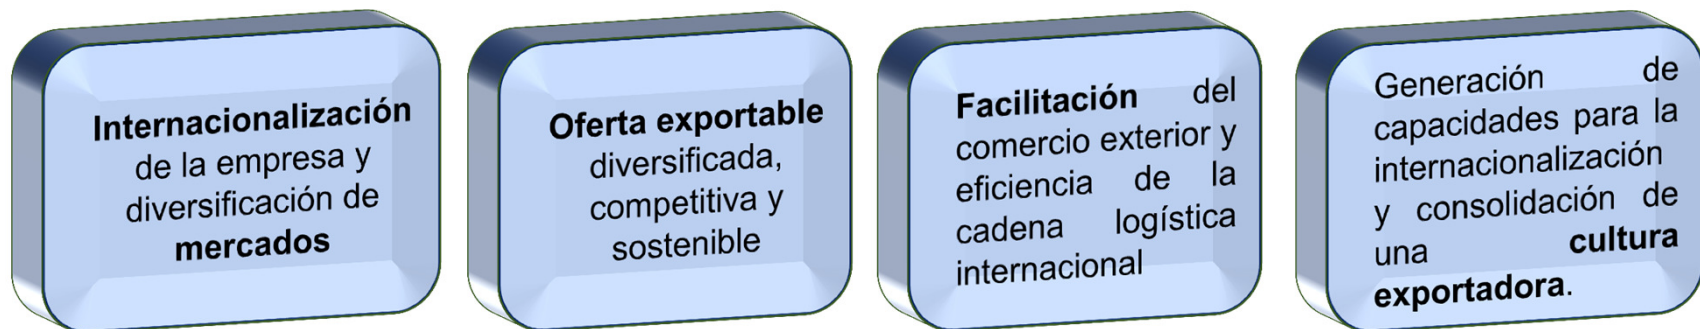 Internacionalización
de la empresa y
diversificación de
mercados
Oferta exportable
diversificada,
competitiva y
sostenible
Facilitación del
comercio exterior y
eficiencia de la
cadena logística
internacional
Generación de
capacidades para la
internacionalización
y consolidación de
una cultura
exportadora.